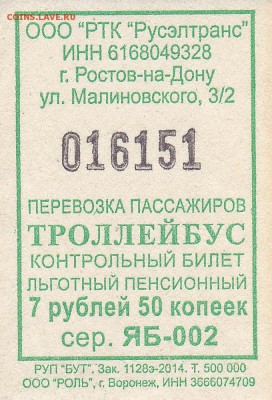 COINS.LAVE.RU
ООО "РТК "Русэлтранс"
ИНН 6168049328
г. Ростов-на-Дону
ул. Малиновского, 3/2
016151
ПЕРЕВОЗКА ПАССАЖИРОВ
ТРОЛЛЕЙБУС
КОНТРОЛЬНЫЙ БИЛЕТ
ЛЬГОТНЫЙ ПЕНСИОННЫЙ
7 рублей 50 копеек
сер. ЯБ-002
РУП "БУТ". Зак. 1128э-2014. Т. 500 000
ООО "РОЛЬ", г. Воронеж, ИНН 3666074709